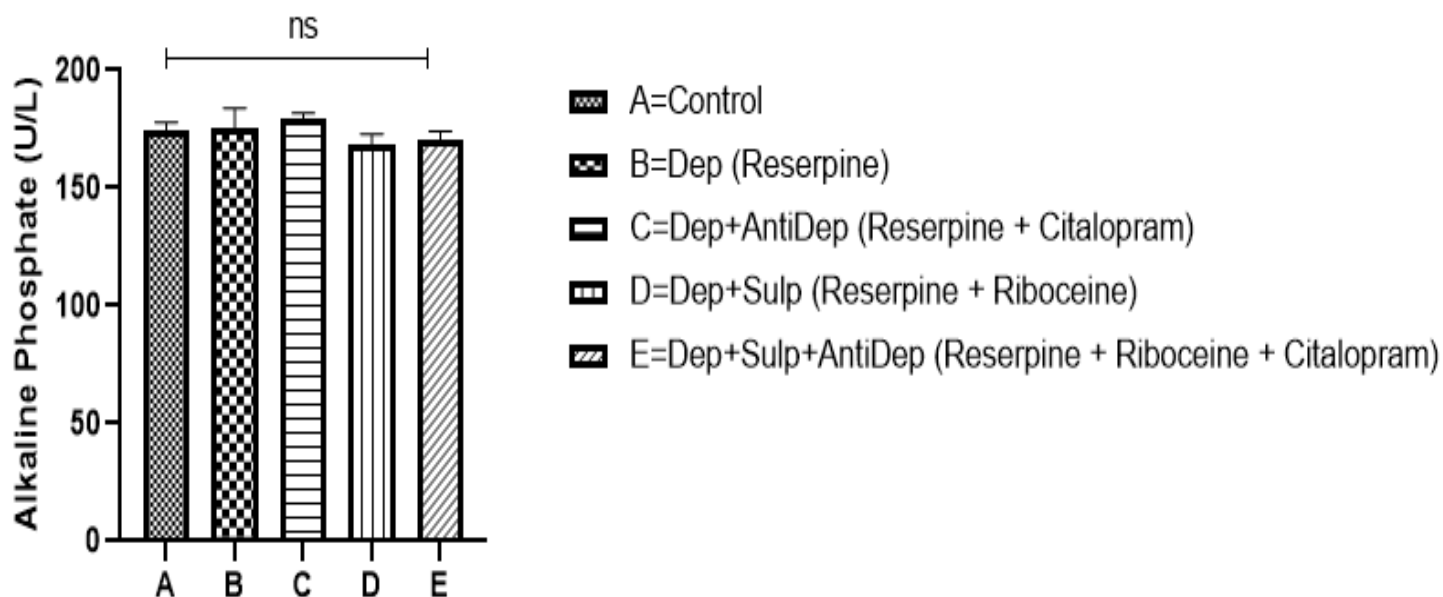 ns
Alkaline Phosphate (U/L)
200
150
100
50
0
A
B
C
D
E
A=Control
B=Dep (Reserpine)
C=Dep+AntiDep (Reserpine + Citalopram)
D=Dep+Sulp (Reserpine + Riboceine)
E=Dep+Sulp+AntiDep (Reserpine + Riboceine + Citalopram)